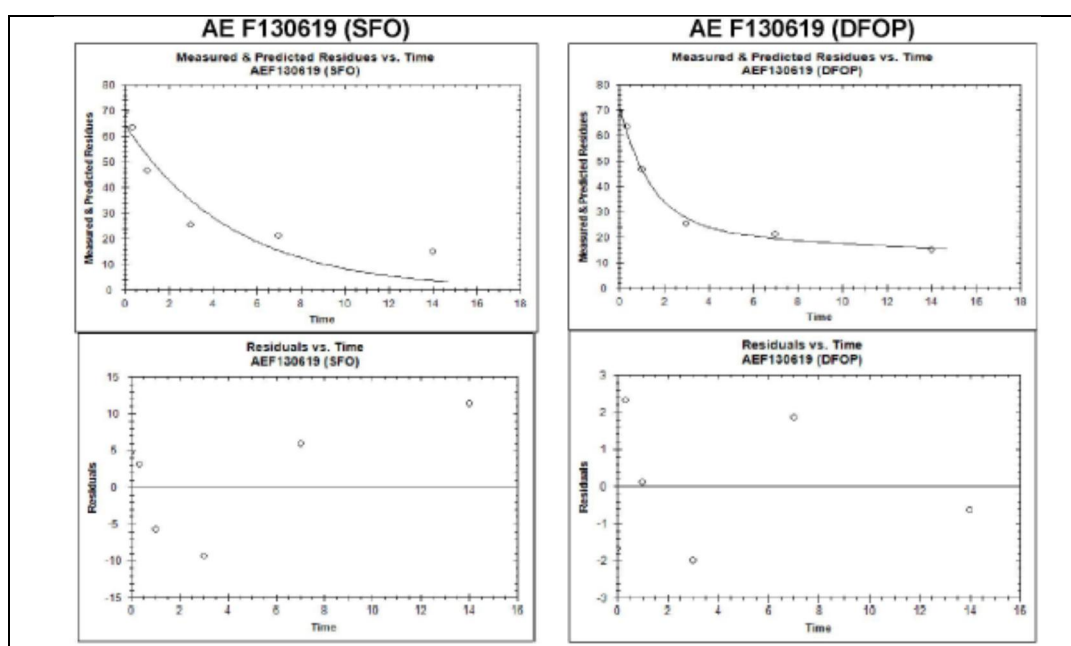 AE F130619 (SFO)
Measured & Predicted Residues vs. Time
AEF130619 (SFO)
Measured & Predicted Residues
80
70
60
50
40
30
20
10
0
0 2 4 6 8 10 12 14 16 18
Time
Residuals vs. Time
AEF130619 (SFO)
Residuals
15
10
5
0
-5
-10
-15
0 2 4 6 8 10 12 14 16
Time
AE F130619 (DFOP)
Measured & Predicted Residues vs. Time
AEF130619 (DFOP)
Measured & Predicted Residues
80
70
60
50
40
30
20
10
0
0 2 4 6 8 10 12 14 16 18
Time
Residuals vs. Time
AEF130619 (DFOP)
Residuals
3
2
1
0
-1
-2
-3
0 2 4 6 8 10 12 14 16
Time